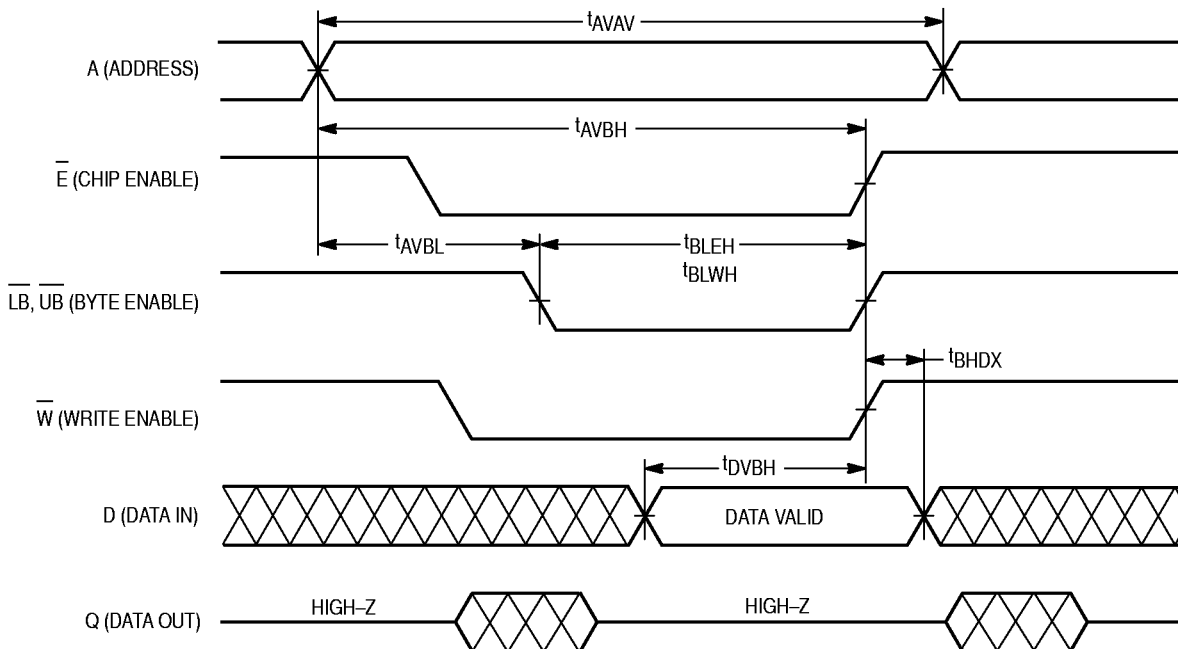 tAVAV
A (ADDRESS)
tAVBH
E (CHIP ENABLE)
tAVBL
tBLEH
tBLWH
LB, UB (BYTE ENABLE)
tBHDX
W (WRITE ENABLE)
tDVBH
D (DATA IN)
DATA VALID
HIGH–Z
HIGH–Z
Q (DATA OUT)